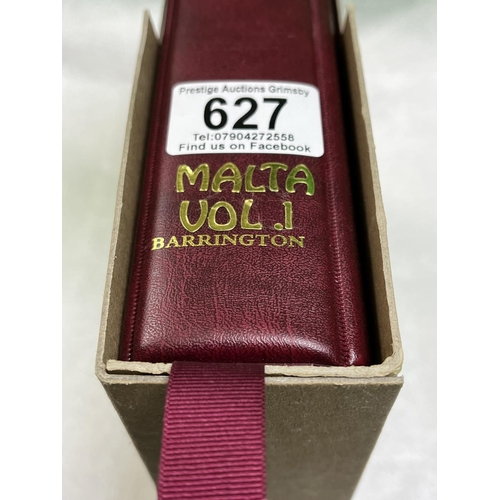 Prestige Auctions Grimsby
627
Tel:07904272558
Find us on Facebook
MALTA
VOL.1
BARRINGTON